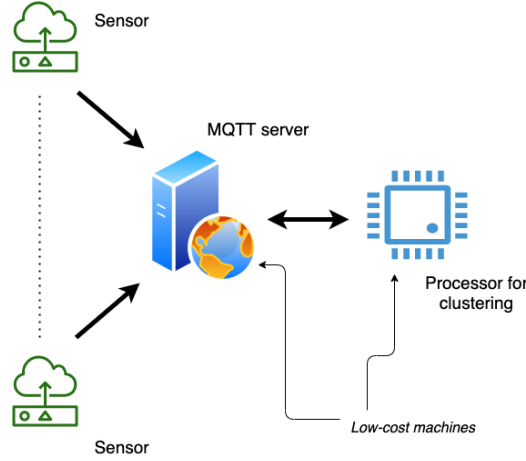 Sensor
MQTT server
Processor for
clustering
Low-cost machines
Sensor